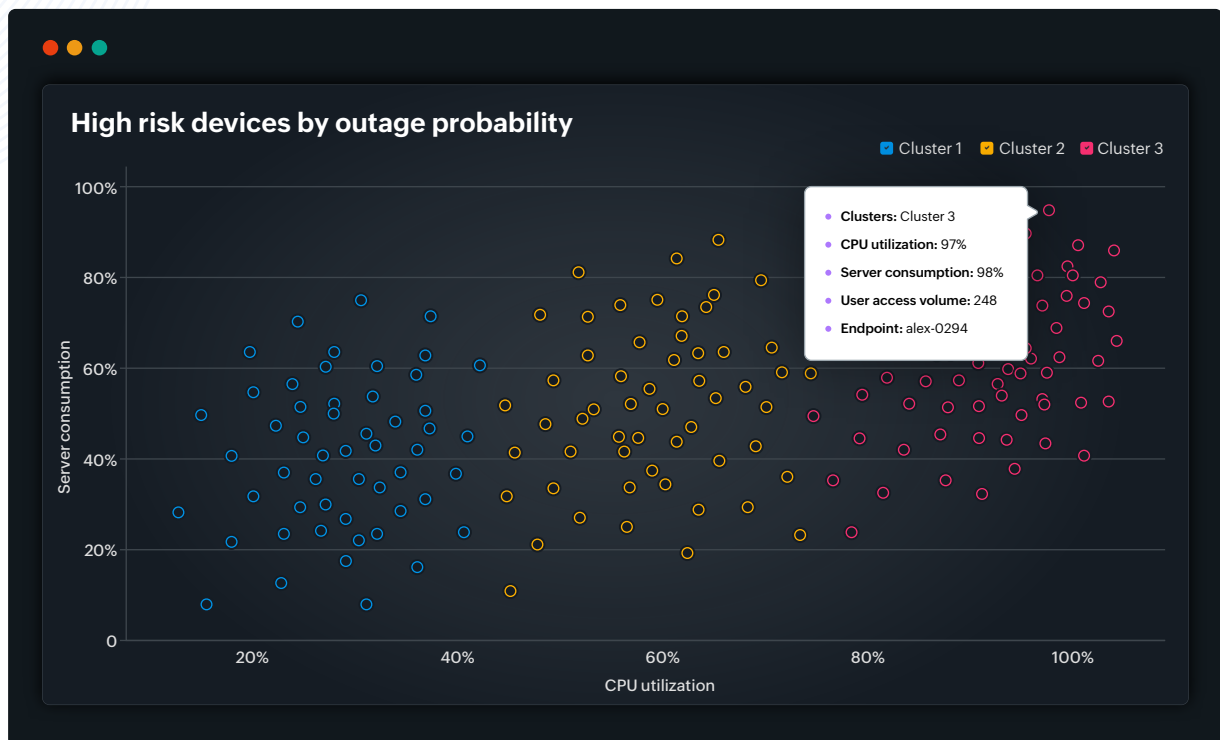 High risk devices by outage probability
Cluster 1
Cluster 2
Cluster 3
100%
80%
60%
40%
20%
0
Server consumption
Clusters: Cluster 3
CPU utilization: 97%
Server consumption: 98%
User access volume: 248
Endpoint: alex-0294
20%
40%
60%
80%
100%
CPU utilization